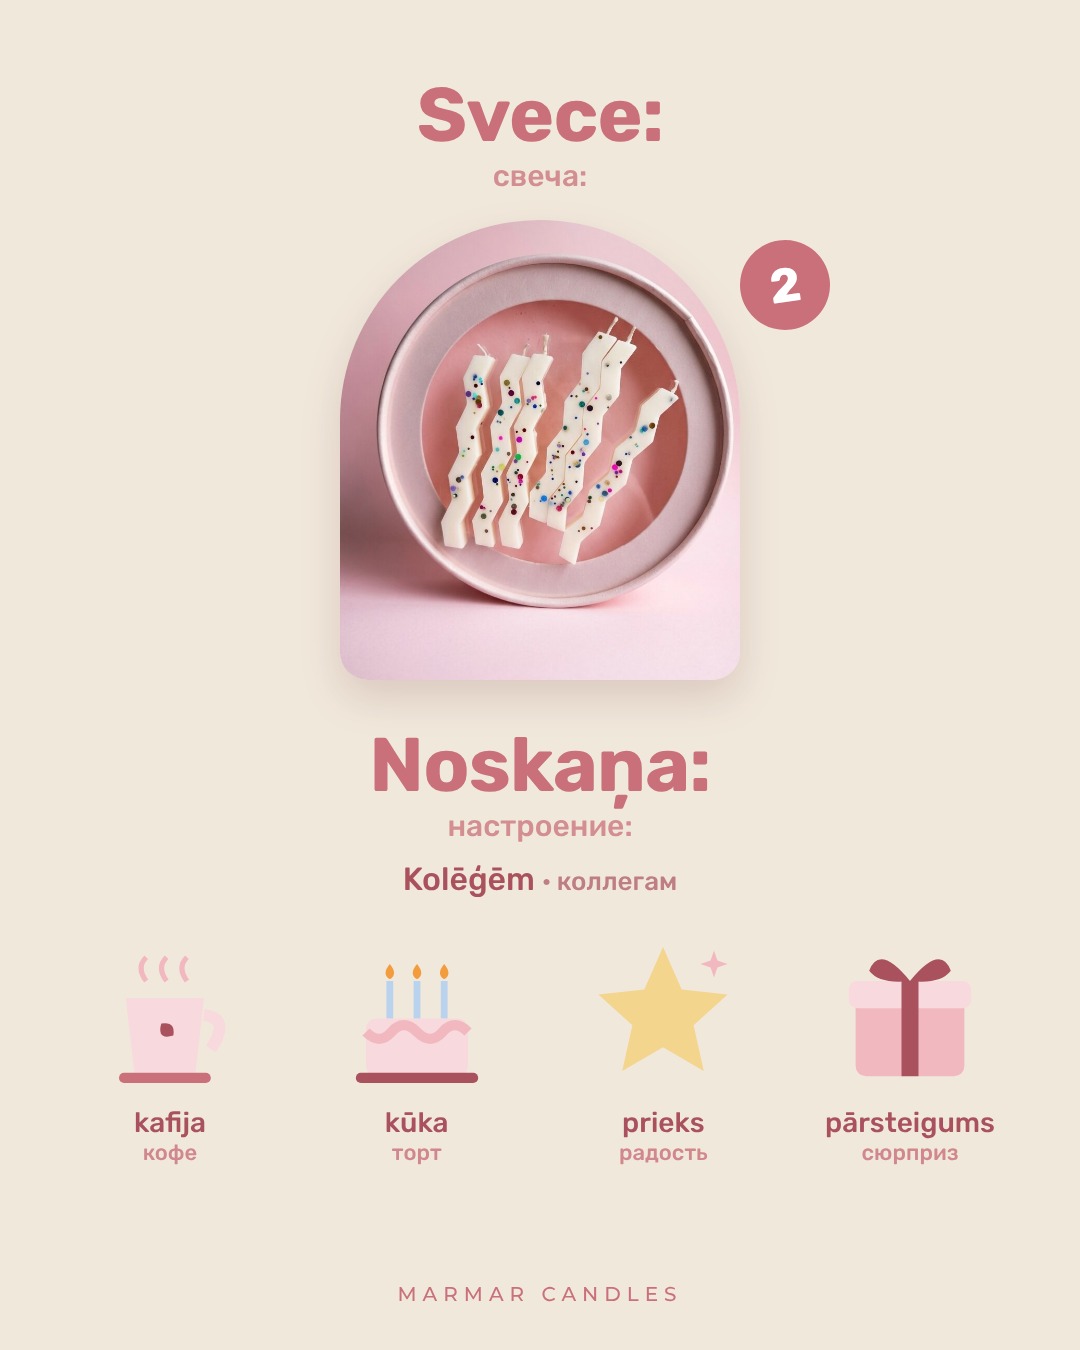 Svece:
свеча:
2
Noskaņa:
настроение:
Kolēģēm · коллегам
kafija
кофе
kūka
торт
prieks
радость
pārsteigums
сюрприз
MARMAR CANDLES